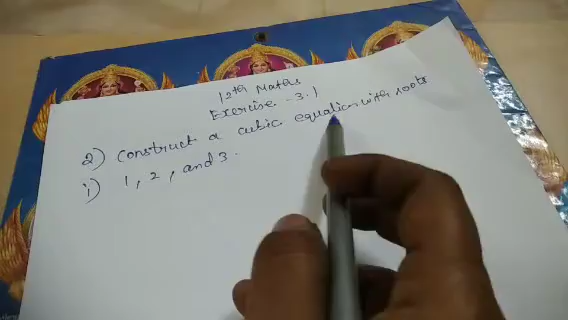 12th Maths
Exercise - 3.1
2) Construct a cubic equation with roots
i) 1, 2, and 3.